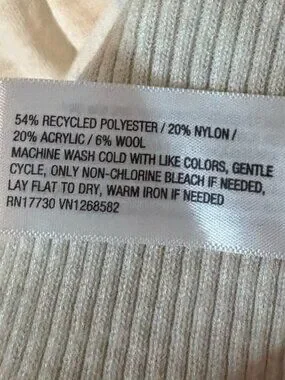 54% RECYCLED POLYESTER / 20% NYLON /
20% ACRYLIC / 6% WOOL
MACHINE WASH COLD WITH LIKE COLORS, GENTLE
CYCLE, ONLY NON-CHLORINE BLEACH IF NEEDED,
LAY FLAT TO DRY, WARM IRON IF NEEDED
RN17730 VN1268582